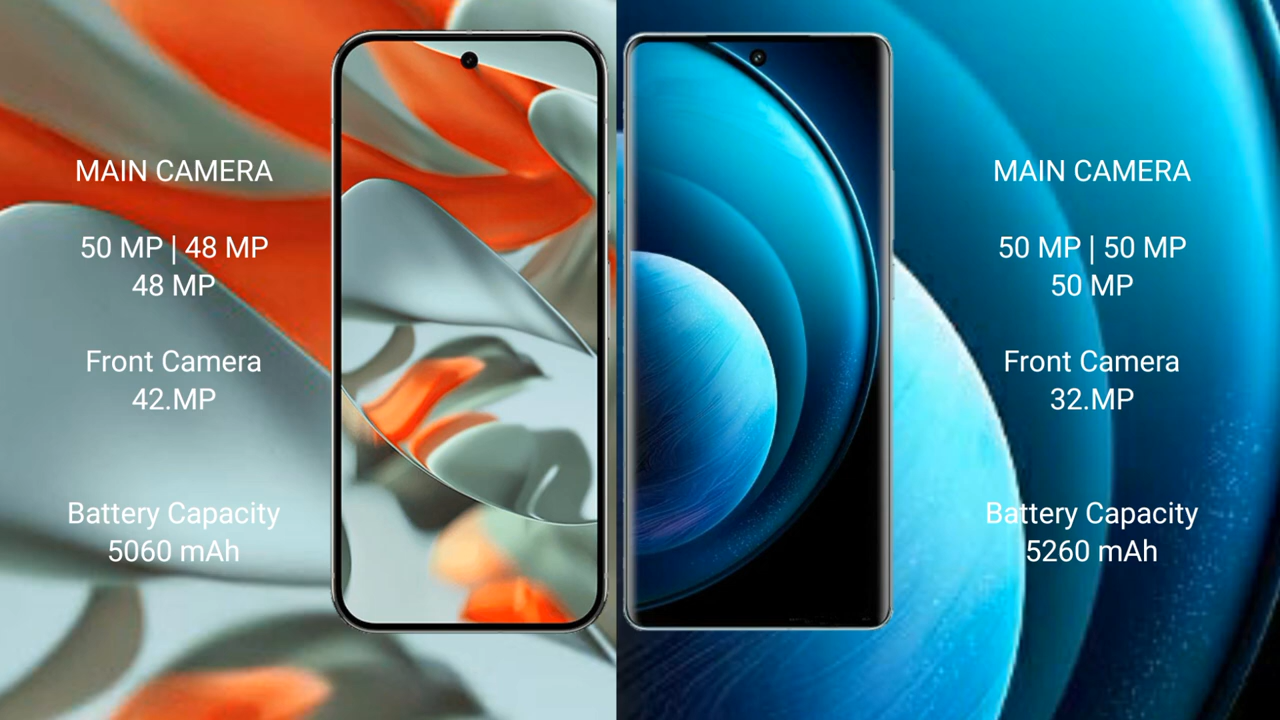 MAIN CAMERA
50 MP | 48 MP
48 MP
Front Camera
42.MP
Battery Capacity
5060 mAh
MAIN CAMERA
50 MP | 50 MP
50 MP
Front Camera
32.MP
Battery Capacity
5260 mAh